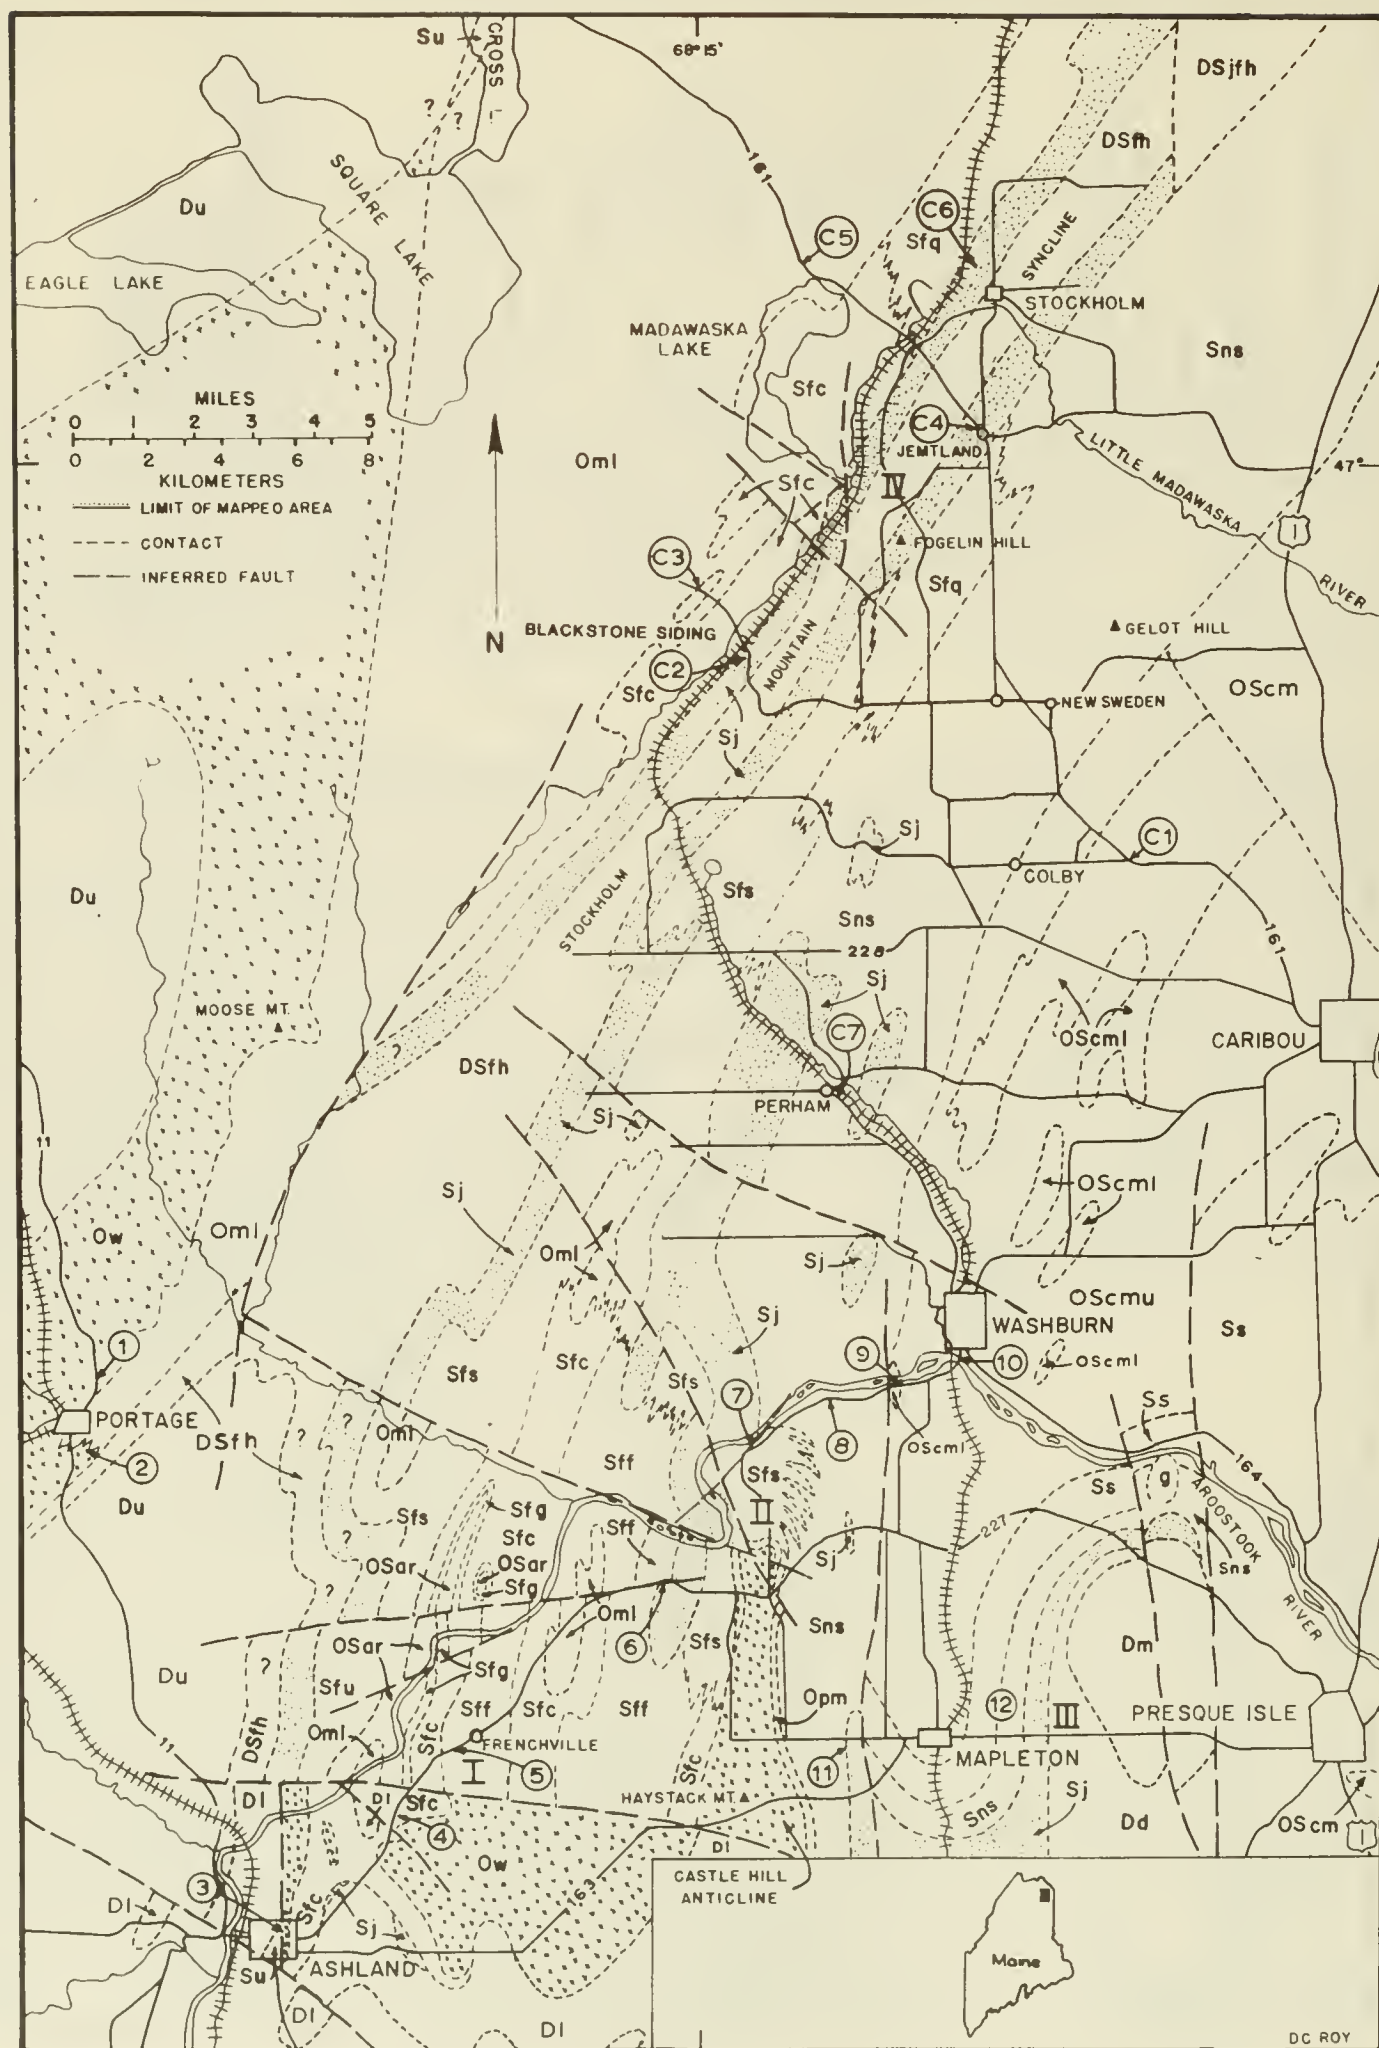 Su
CROSS L
68°15'
DSjfh
?
?
161
DSfh
SQUARE LAKE
Du
C6
C5
Sfq
SYNCLINE
EAGLE LAKE
STOCKHOLM
MADAWASKA
LAKE
Sns
MILES
0 2 3 4 5
0 2 4 6 8
KILOMETERS
LIMIT OF MAPPED AREA
CONTACT
INFERRED FAULT
Sfc
C4
JEMTLAND
Oml
47°
LITTLE MADAWASKA
RIVER
Sfc
IV
1
FOGELIN HILL
C3
Sfq
N
BLACKSTONE SIDING
GELOT HILL
MOUNTAIN
C2
Sfc
OScm
NEW SWEDEN
Sj
Sj
C1
COLBY
Du
Sfs
STOCKHOLM
Sns
161
228
Sj
MOOSE MT.
OScml
CARIBOU
C7
?
DSfh
PERHAM
Sj
11
OScml
Sj
Ow
Oml
Oml
Sj
OScmu
WASHBURN
Ss
Sj
1
9
10
OScml
Sfs
Sfc
Sfs
7
PORTAGE
DSfh
?
?
Oml
Ss
8
OScml
2
Du
Sff
Sfs
Ss
g
164
II
Sfg
Sfs
Sfc
Sff
227
AROOSTOOK
RIVER
OSar
OSar
Sfg
Sj
Sns
?
Oml
Sns
OSar
6
Sfs
?
Sfg
Dm
Du
Sfu
Sff
Sfc
Sff
Opm
12
III
PRESQUE ISLE
Oml
DSfh
Sfc
FRENCHVILLE
11
MAPLETON
I
5
11
Sfc
Dl
Dl
Sfc
HAYSTACK MT.
Sj
4
Sns
Dd
OScm
1
Ow
Dl
163
CASTLE HILL
ANTICLINE
3
Dl
Sfc
Sj
Maine
Su
ASHLAND
Dl
Dl
DC ROY